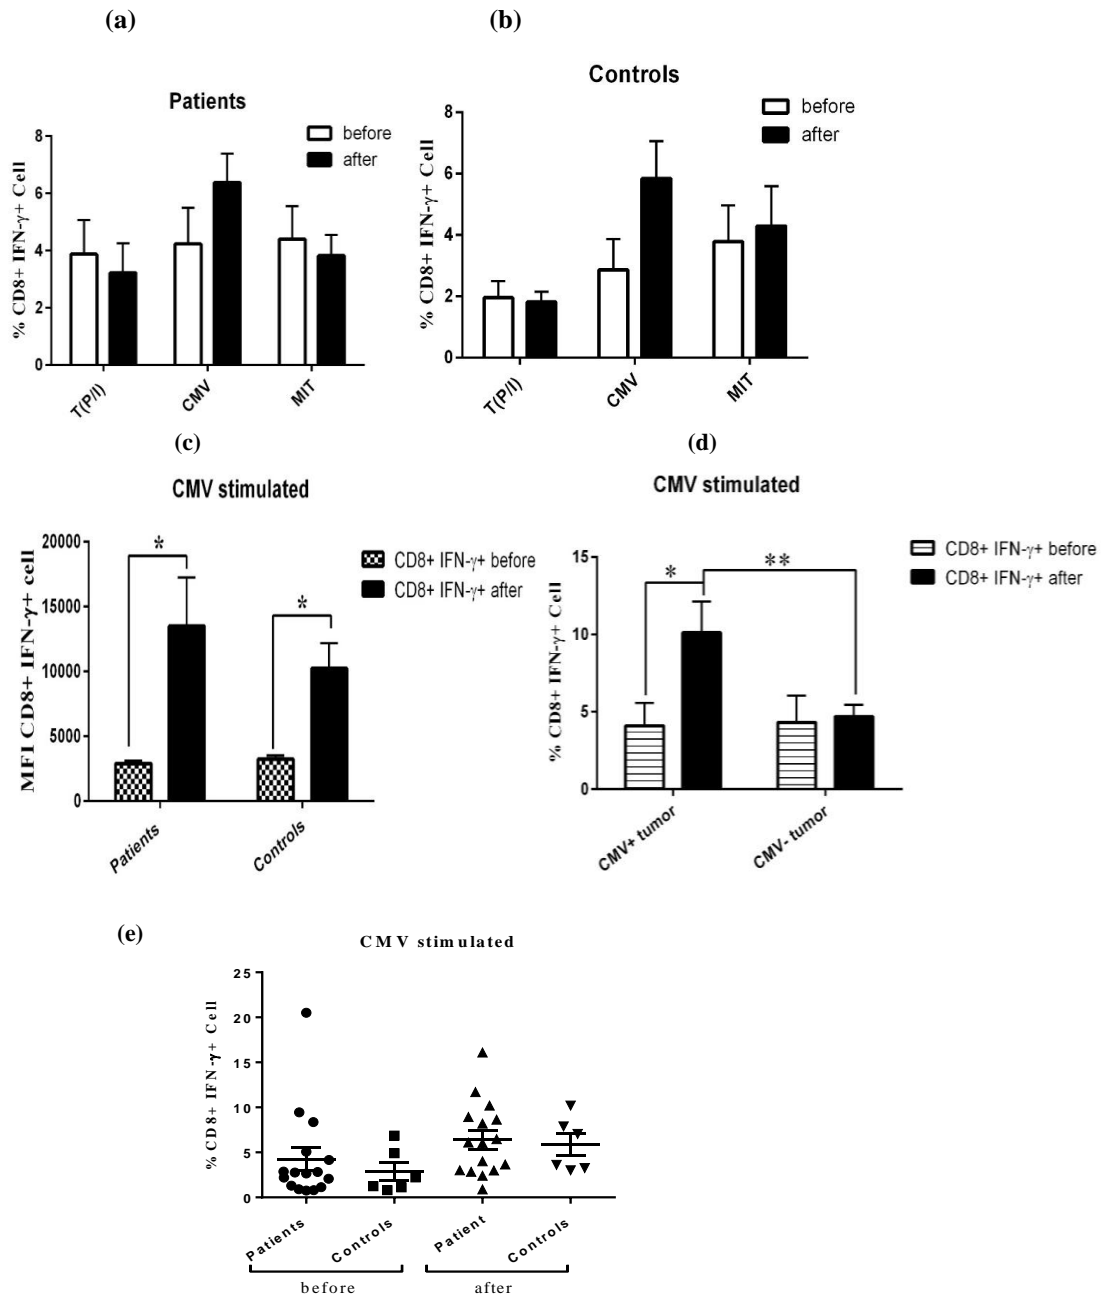 (a)
Patients
before
after
% CD8+ IFN-γ+ Cell
8
6
4
2
0
T(P/I)
CMV
MIT
(b)
Controls
before
after
% CD8+ IFN-γ+ Cell
8
6
4
2
0
T(P/I)
CMV
MIT
(c)
CMV stimulated
CD8+ IFN-γ+ before
CD8+ IFN-γ+ after
MFI CD8+ IFN-γ+ cell
20000
15000
10000
5000
0
*
*
Patients
Controls
(d)
CMV stimulated
CD8+ IFN-γ+ before
CD8+ IFN-γ+ after
% CD8+ IFN-γ+ Cell
15
10
5
0
*
**
CMV+ tumor
CMV- tumor
(e)
CMV stimulated
% CD8+ IFN-γ+ Cell
25
20
15
10
5
0
Patients
Controls
Patient
Controls
before
after